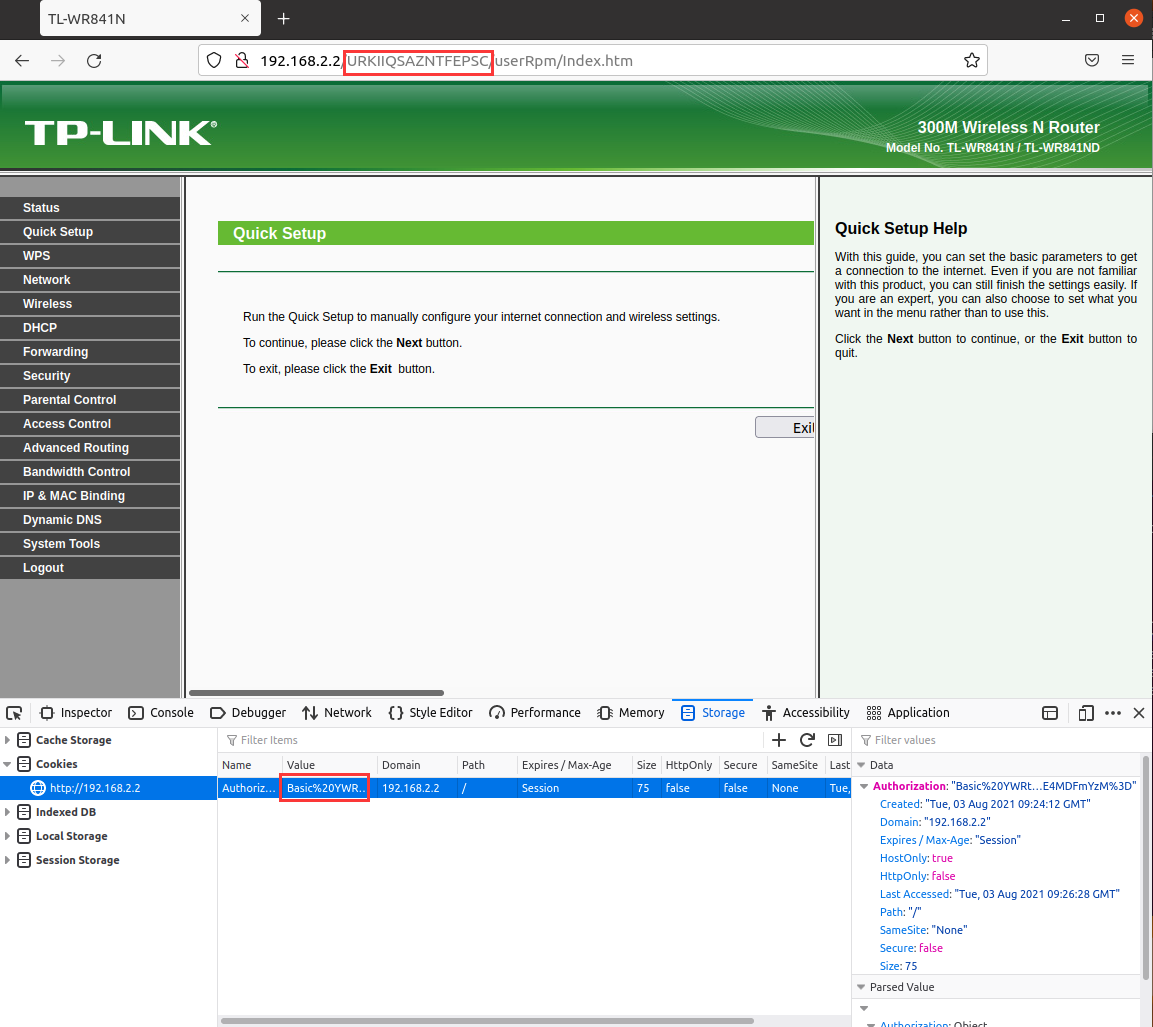 TL-WR841N
192.168.2.2/URKIIQSAZNTFEPSC/userRpm/Index.htm
TP-LINK®
300M Wireless N Router
Model No. TL-WR841N / TL-WR841ND
Status
Quick Setup
WPS
Network
Wireless
DHCP
Forwarding
Security
Parental Control
Access Control
Advanced Routing
Bandwidth Control
IP & MAC Binding
Dynamic DNS
System Tools
Logout
Quick Setup
Run the Quick Setup to manually configure your internet connection and wireless settings.
To continue, please click the Next button.
To exit, please click the Exit button.
Exit
Quick Setup Help
With this guide, you can set the basic parameters to get
a connection to the internet. Even if you are not familiar
with this product, you can still finish the settings easily. If
you are an expert, you can also choose to set what you
want in the menu rather than to use this.
Click the Next button to continue, or the Exit button to
quit.
Inspector Console Debugger Network Style Editor Performance Memory Storage Accessibility Application
Cache Storage
Cookies
http://192.168.2.2
Indexed DB
Local Storage
Session Storage
Filter Items
Name Value Domain Path Expires / Max-Age Size HttpOnly Secure SameSite Last
Authoriz… Basic%20YWR… 192.168.2.2 / Session 75 false false None Tue,
Filter values
Data
Authorization: "Basic%20YWRt…E4MDFmYzM%3D"
Created: "Tue, 03 Aug 2021 09:24:12 GMT"
Domain: "192.168.2.2"
Expires / Max-Age: "Session"
HostOnly: true
HttpOnly: false
Last Accessed: "Tue, 03 Aug 2021 09:26:28 GMT"
Path: "/"
SameSite: "None"
Secure: false
Size: 75
Parsed Value
Authorization: Object